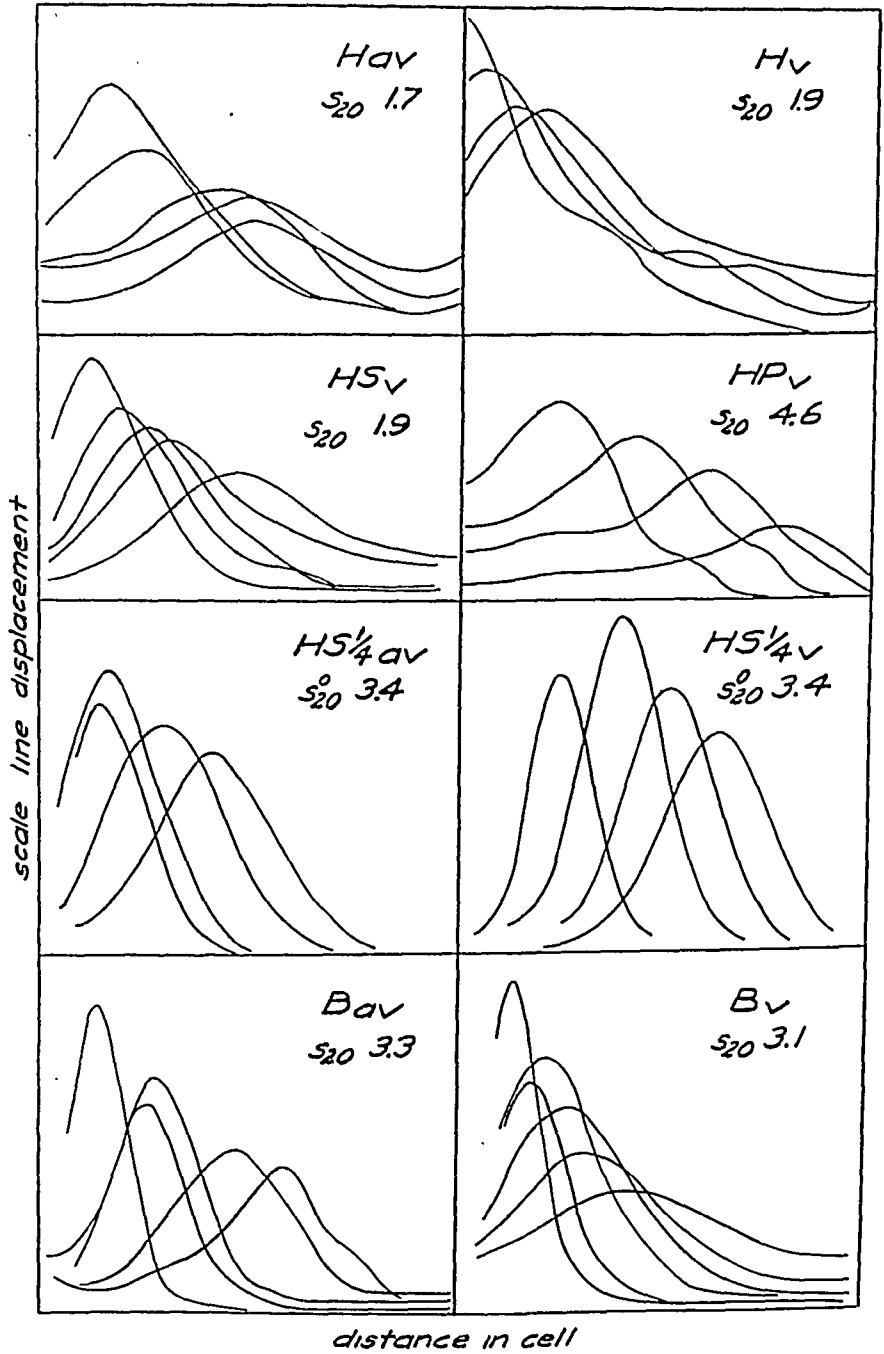 Hav
s20 1.7
Hv
s20 1.9
HSv
s20 1.9
HPv
s20 4.6
HS1/4av
s°20 3.4
HS1/4v
s°20 3.4
Bav
s20 3.3
Bv
s20 3.1
scale line displacement
distance in cell